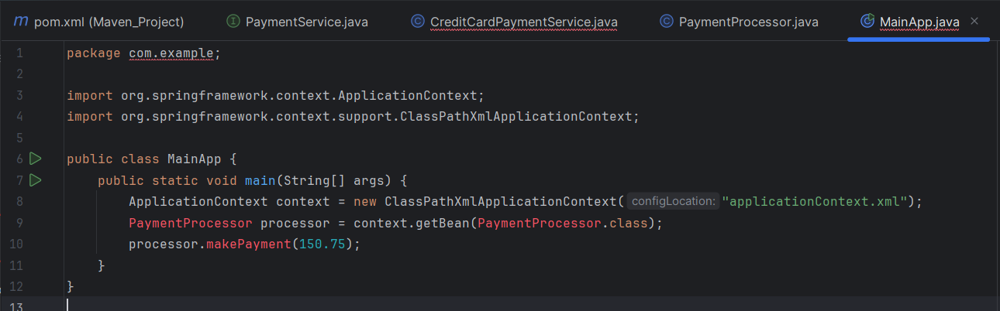 m pom.xml (Maven_Project) I PaymentService.java C CreditCardPaymentService.java C PaymentProcessor.java C MainApp.java
1 package com.example;
2
3 import org.springframework.context.ApplicationContext;
4 import org.springframework.context.support.ClassPathXmlApplicationContext;
5
6 public class MainApp {
7 public static void main(String[] args) {
8 ApplicationContext context = new ClassPathXmlApplicationContext( configLocation: "applicationContext.xml");
9 PaymentProcessor processor = context.getBean(PaymentProcessor.class);
10 processor.makePayment(150.75);
11 }
12 }
13